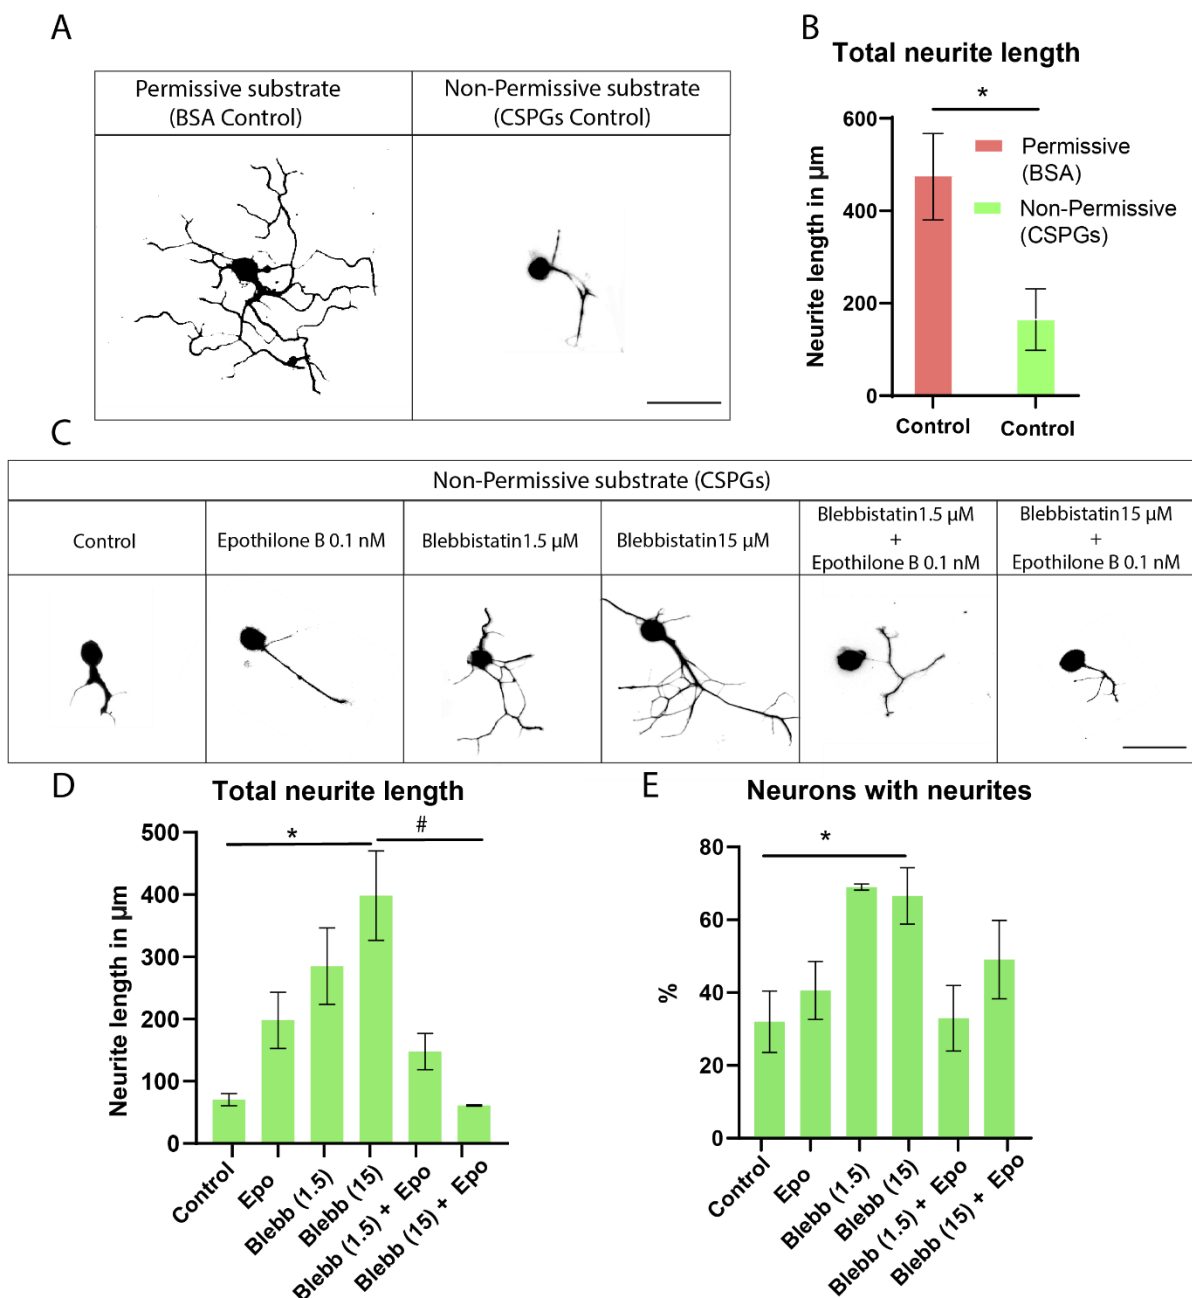 A
Permissive substrate
(BSA Control)
Non-Permissive substrate
(CSPGs Control)
B
Total neurite length
*
Neurite length in µm
600
400
200
0
Permissive
(BSA)
Non-Permissive
(CSPGs)
Control
Control
C
Non-Permissive substrate (CSPGs)
Control
Epothilone B 0.1 nM
Blebbistatin1.5 µM
Blebbistatin15 µM
Blebbistatin1.5 µM
+
Epothilone B 0.1 nM
Blebbistatin15 µM
+
Epothilone B 0.1 nM
D
Total neurite length
*
#
Neurite length in µm
500
400
300
200
100
0
Control
Epo
Blebb (1.5)
Blebb (15)
Blebb (1.5) + Epo
Blebb (15) + Epo
E
Neurons with neurites
*
%
80
60
40
20
0
Control
Epo
Blebb (1.5)
Blebb (15)
Blebb (1.5) + Epo
Blebb (15) + Epo